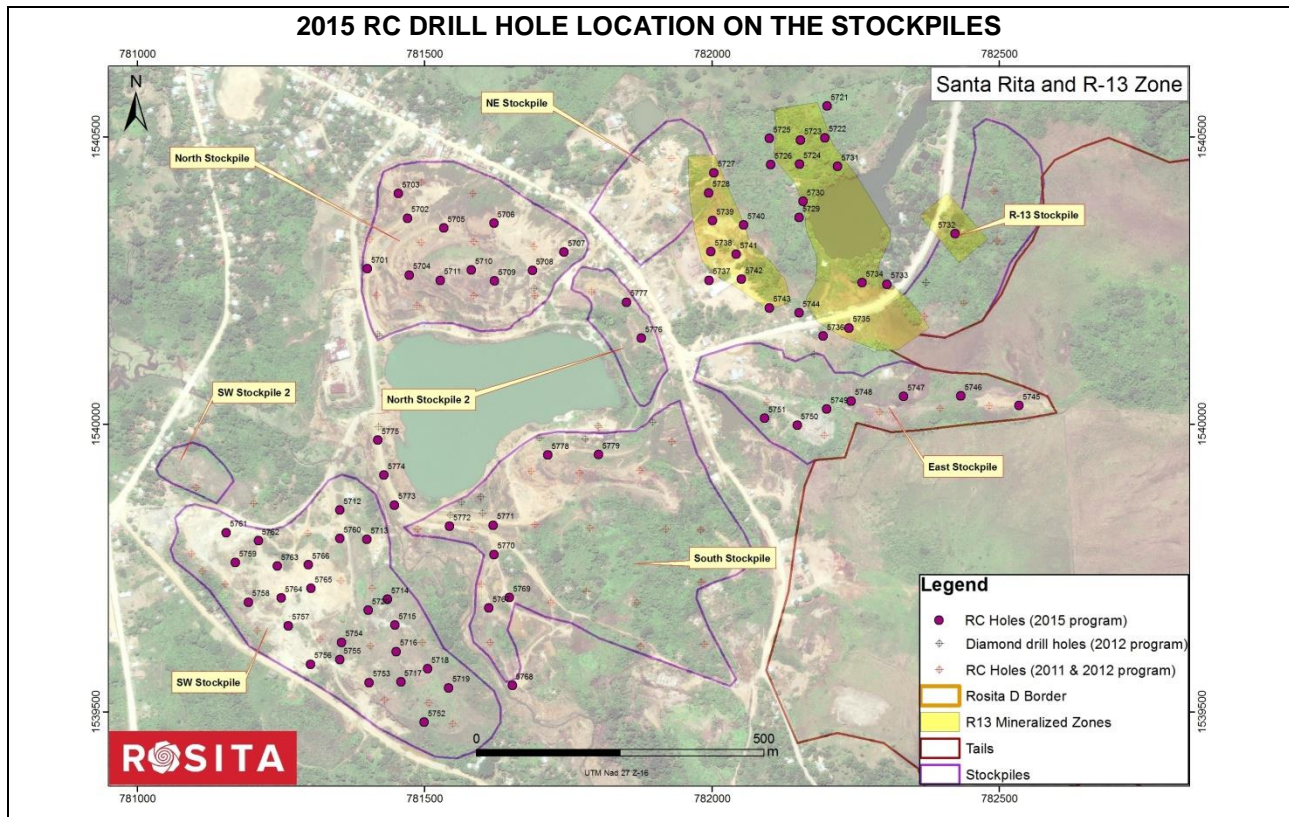 2015 RC DRILL HOLE LOCATION ON THE STOCKPILES
781000 781500 782000 782500
Santa Rita and R-13 Zone
N
NE Stockpile
North Stockpile
R-13 Stockpile
North Stockpile 2
SW Stockpile 2
East Stockpile
South Stockpile
SW Stockpile
1540500
1540000
1539500
1540500
1540000
1539500
5721
5725 5723 5722
5726 5724 5731
5727
5728
5730
5729
5739 5740
5732
5738 5741
5737 5742
5734 5733
5743 5744
5735
5736
5703
5702
5705 5706
5707
5701 5704
5710 5708
5711 5709
5777
5776
5748 5747 5746 5745
5749
5751 5750
5775
5774
5773
5778 5779
5772 5771
5770
5769
5768
5712
5761 5762 5760 5713
5759 5763 5766
5758 5764 5765
5714
5757
5715
5754
5755 5716
5756
5753 5717 5718
5719
5752
Legend
RC Holes (2015 program)
Diamond drill holes (2012 program)
RC Holes (2011 & 2012 program)
Rosita D Border
R13 Mineralized Zones
Tails
Stockpiles
ROSITA
0 500
m
UTM Nad 27 Z-16
781000 781500 782000 782500